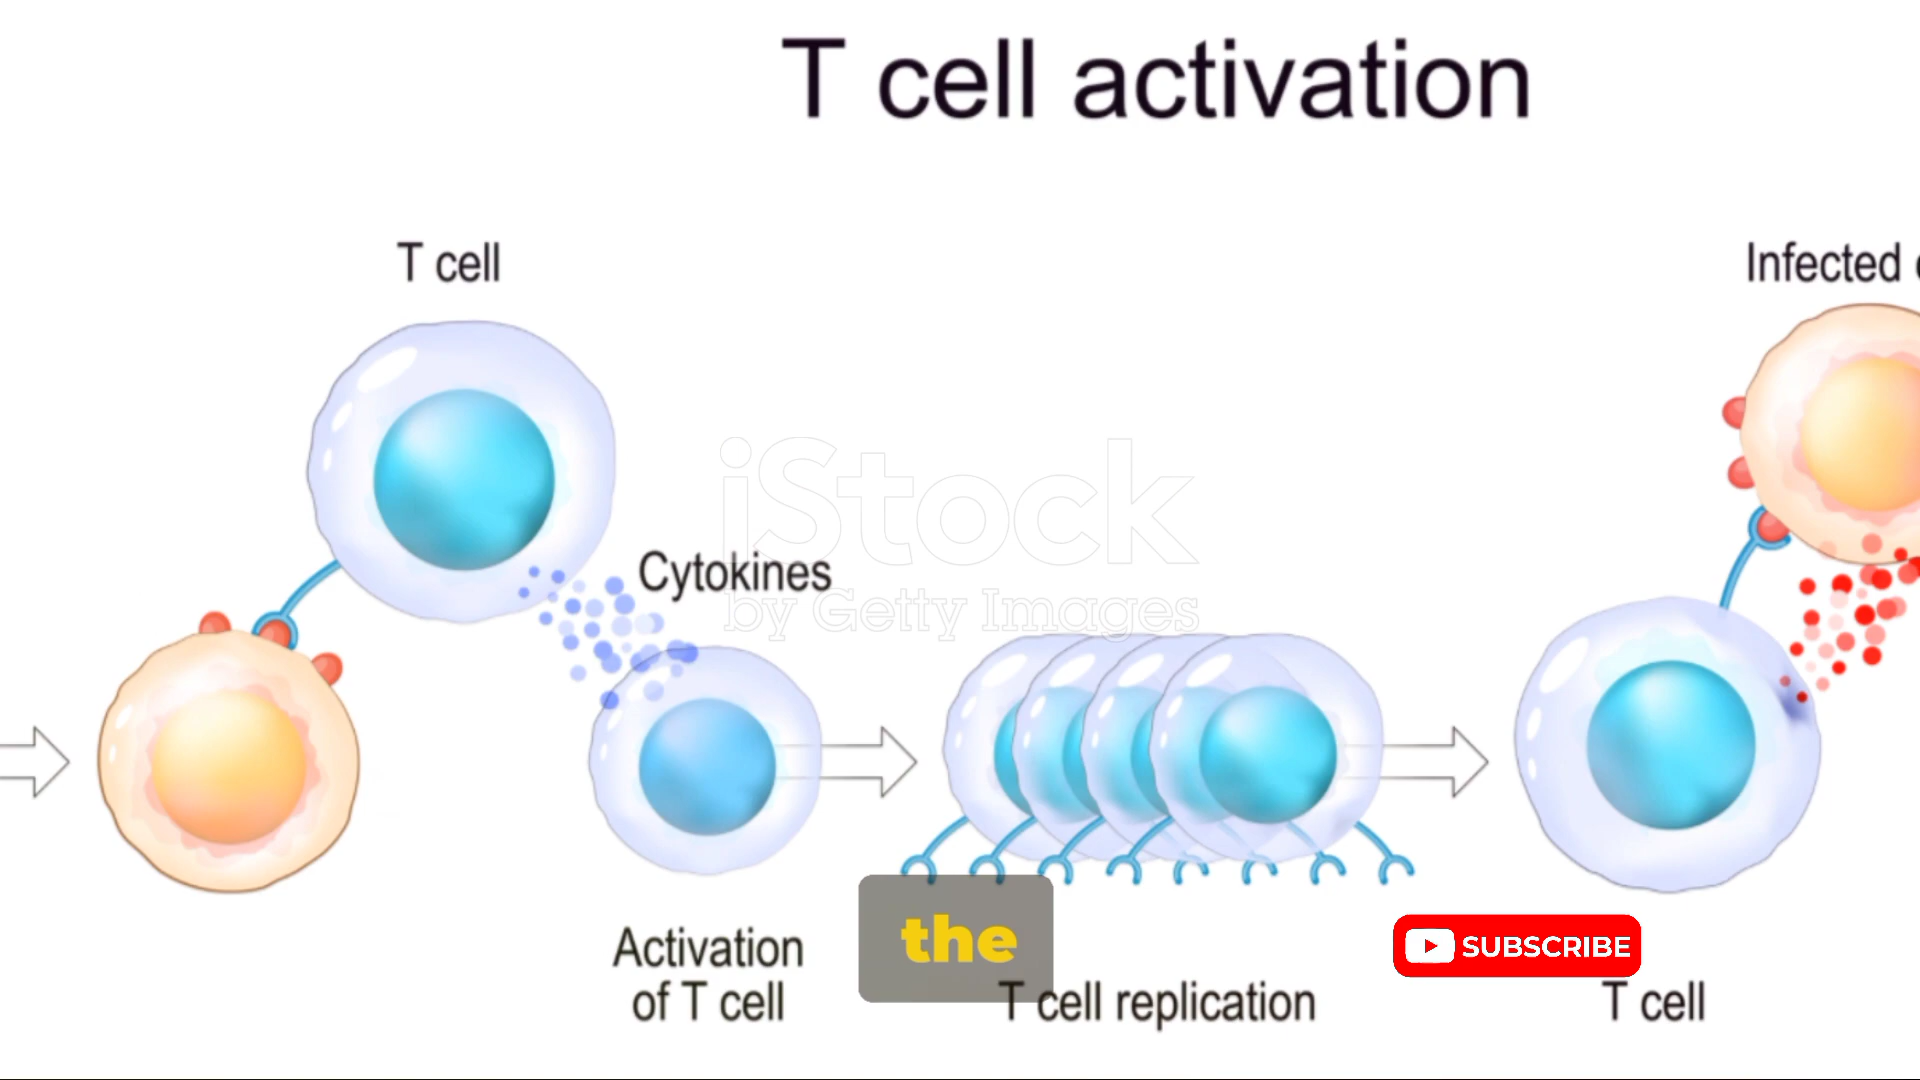 T cell activation
T cell
Infected
iStock
by Getty Images
Cytokines
Activation
of T cell
the
SUBSCRIBE
T cell replication
T cell